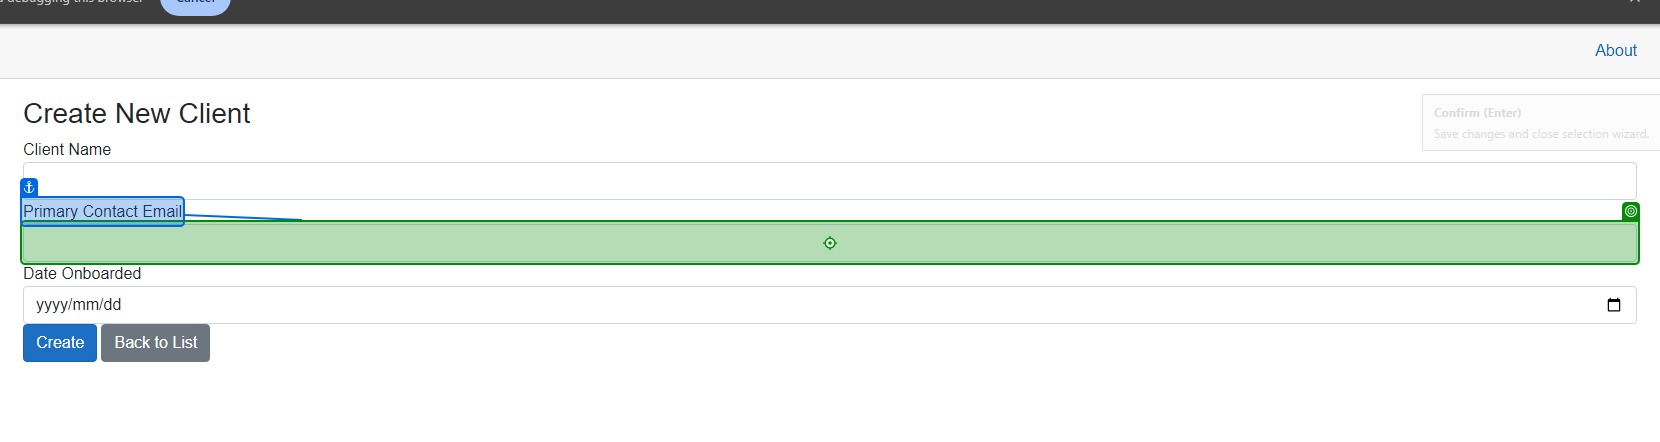 debugging this browser Cancel
About
Create New Client
Confirm (Enter)
Save changes and close selection wizard.
Client Name
Primary Contact Email
Date Onboarded
yyyy/mm/dd
Create Back to List